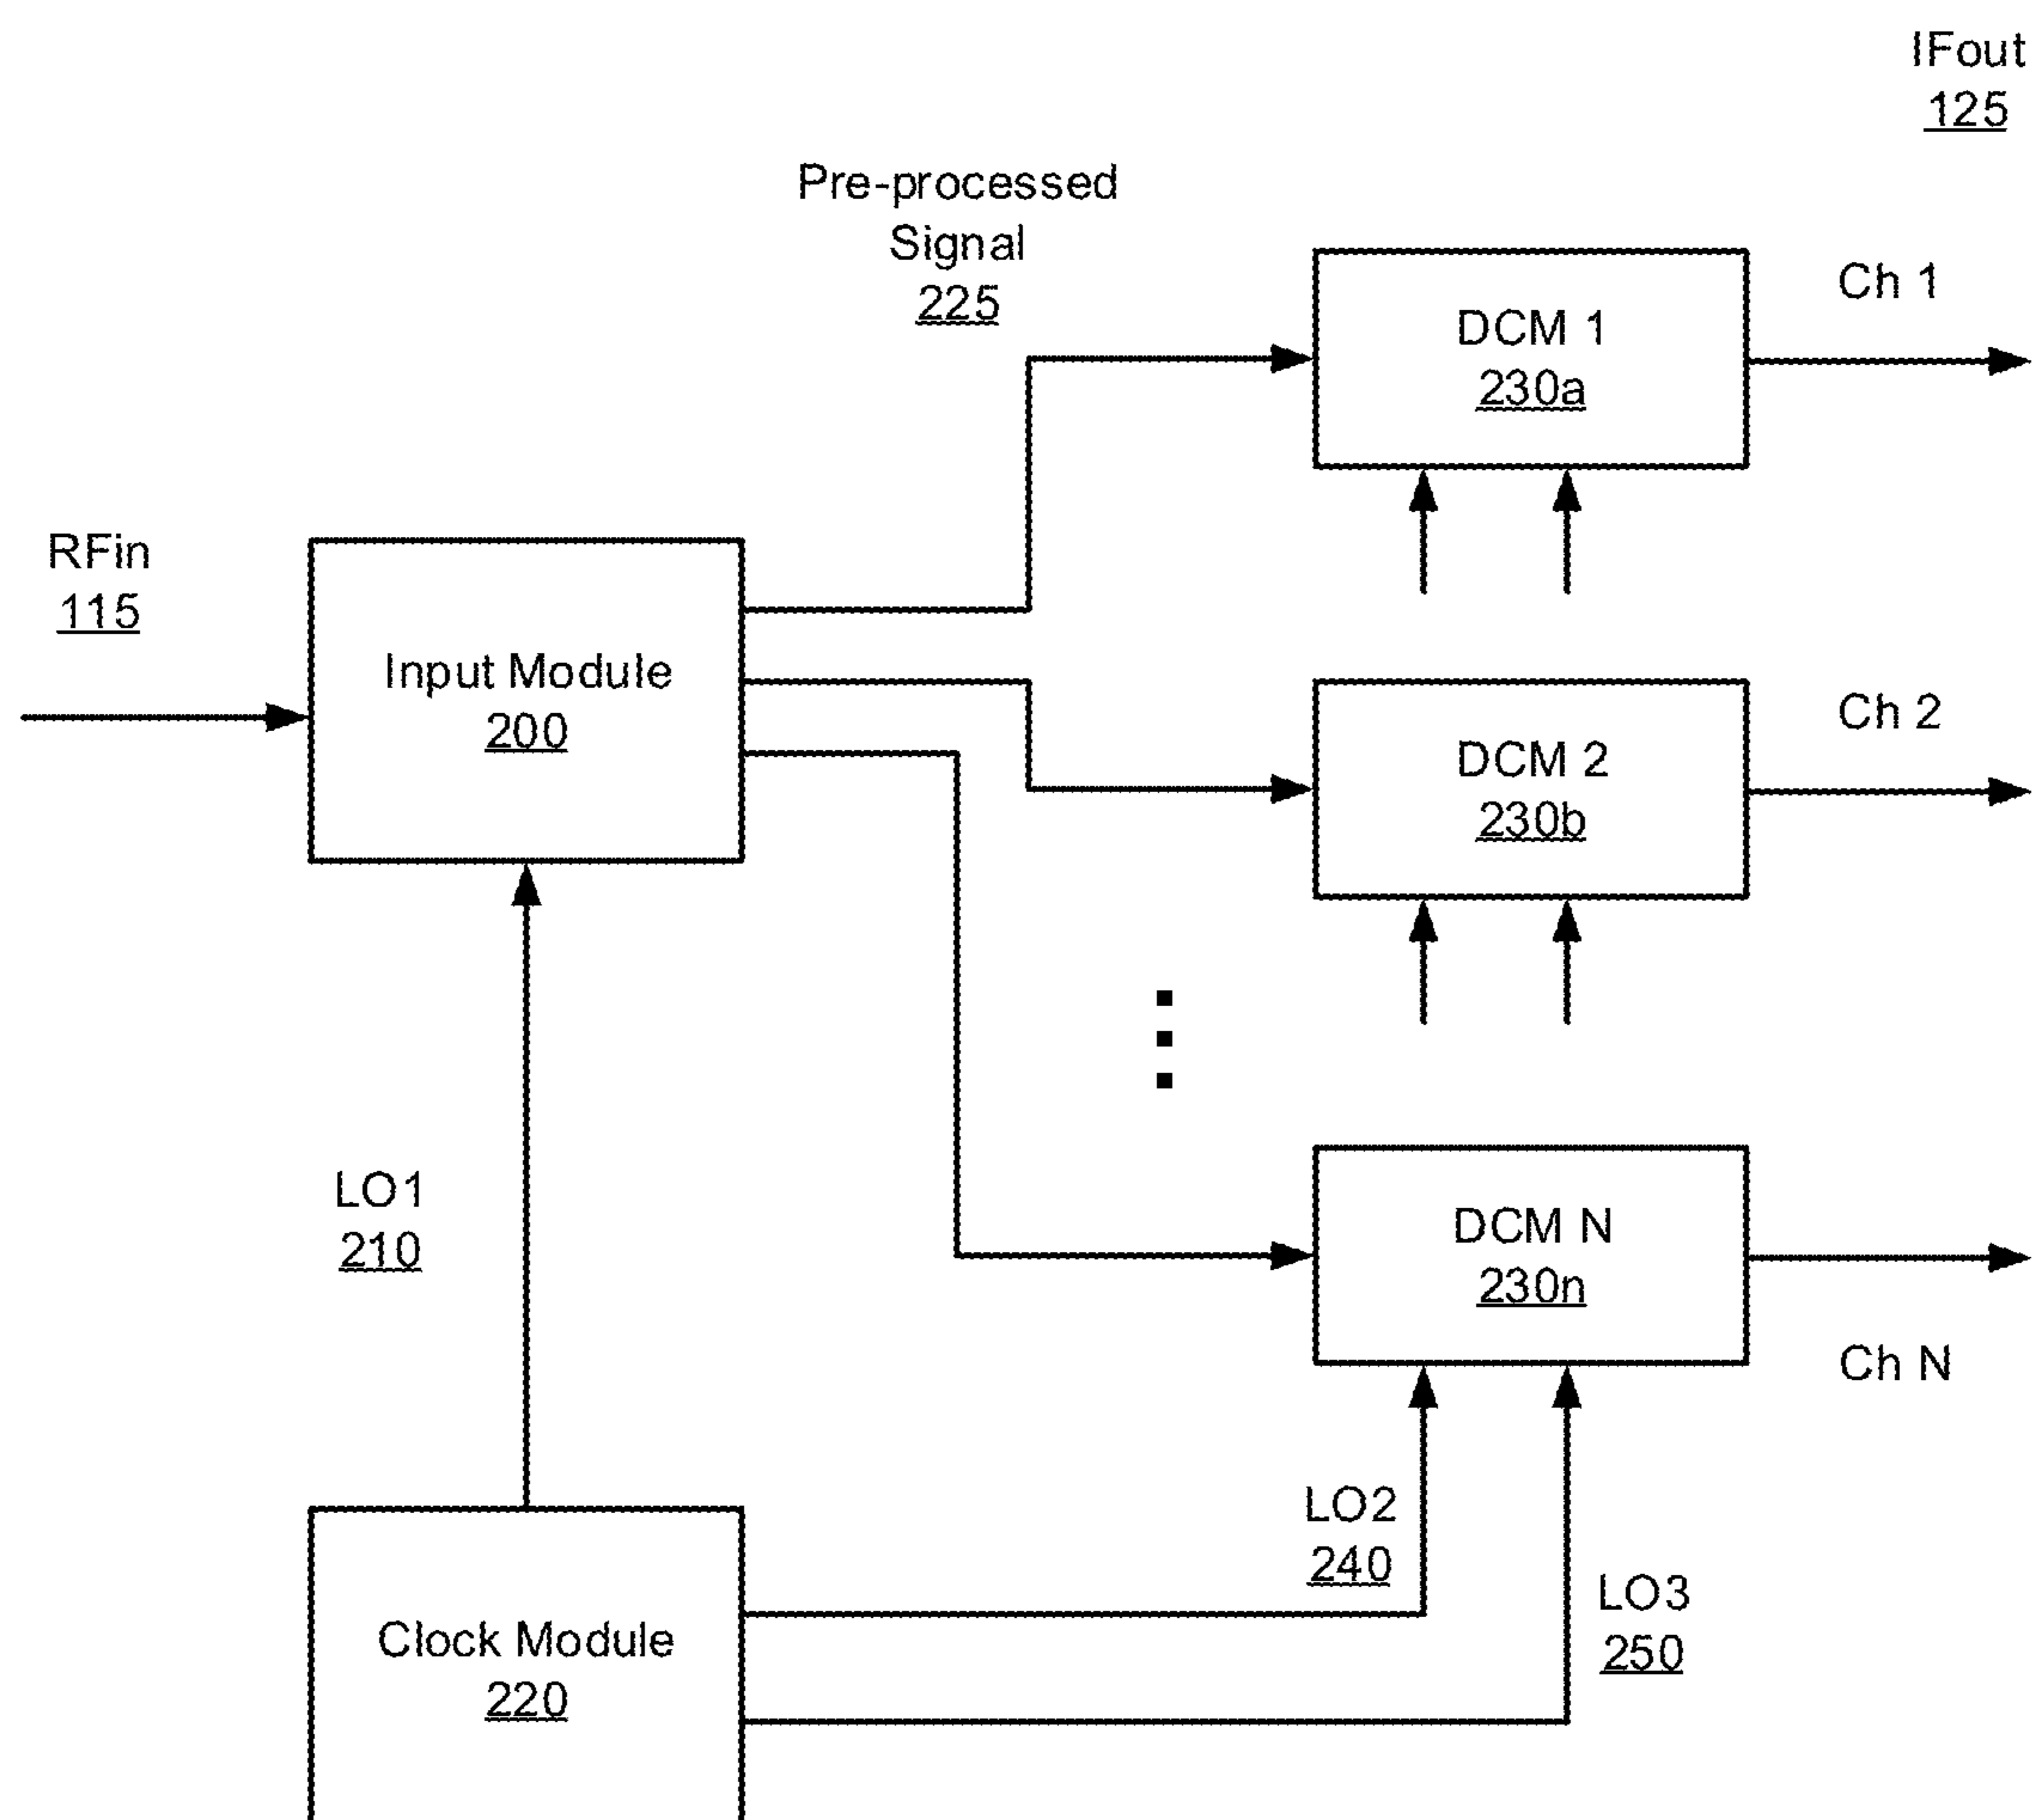 IFout
125
Pre-processed
Signal
225
DCM 1
230a
Ch 1
RFin
115
Input Module
200
DCM 2
230b
Ch 2
LO1
210
DCM N
230n
Ch N
LO2
240
LO3
250
Clock Module
220